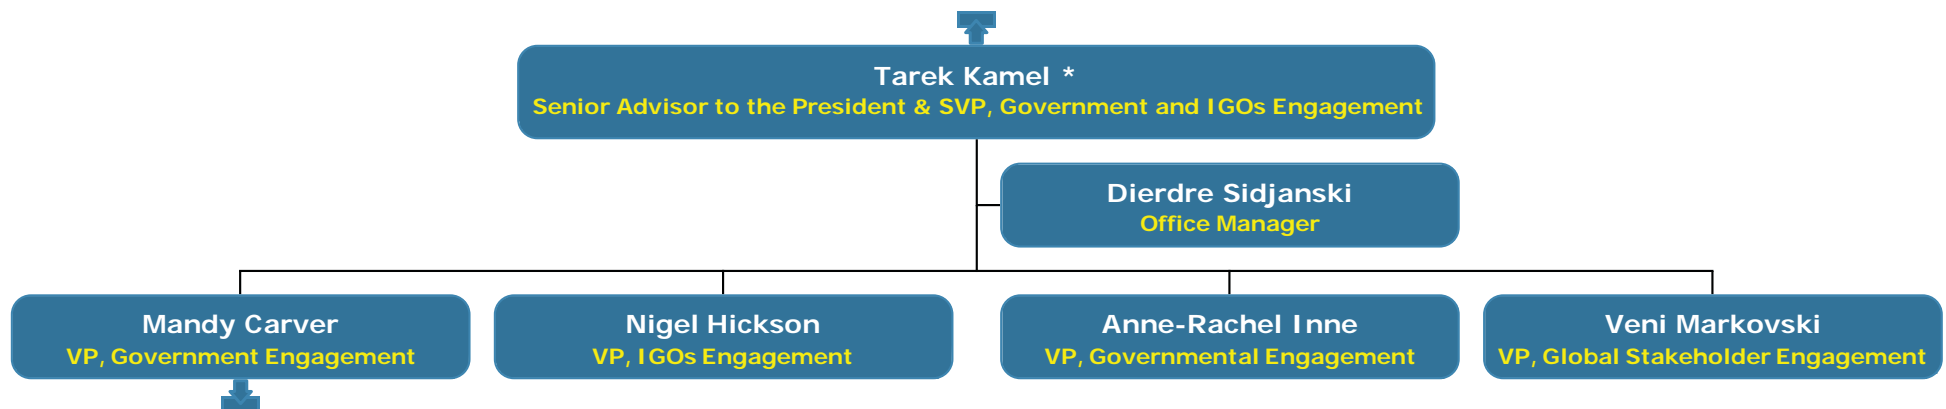 Tarek Kamel *
Senior Advisor to the President & SVP, Government and IGOs Engagement
Dierdre Sidjanski
Office Manager
Mandy Carver
VP, Government Engagement
Nigel Hickson
VP, IGOs Engagement
Anne-Rachel Inne
VP, Governmental Engagement
Veni Markovski
VP, Global Stakeholder Engagement